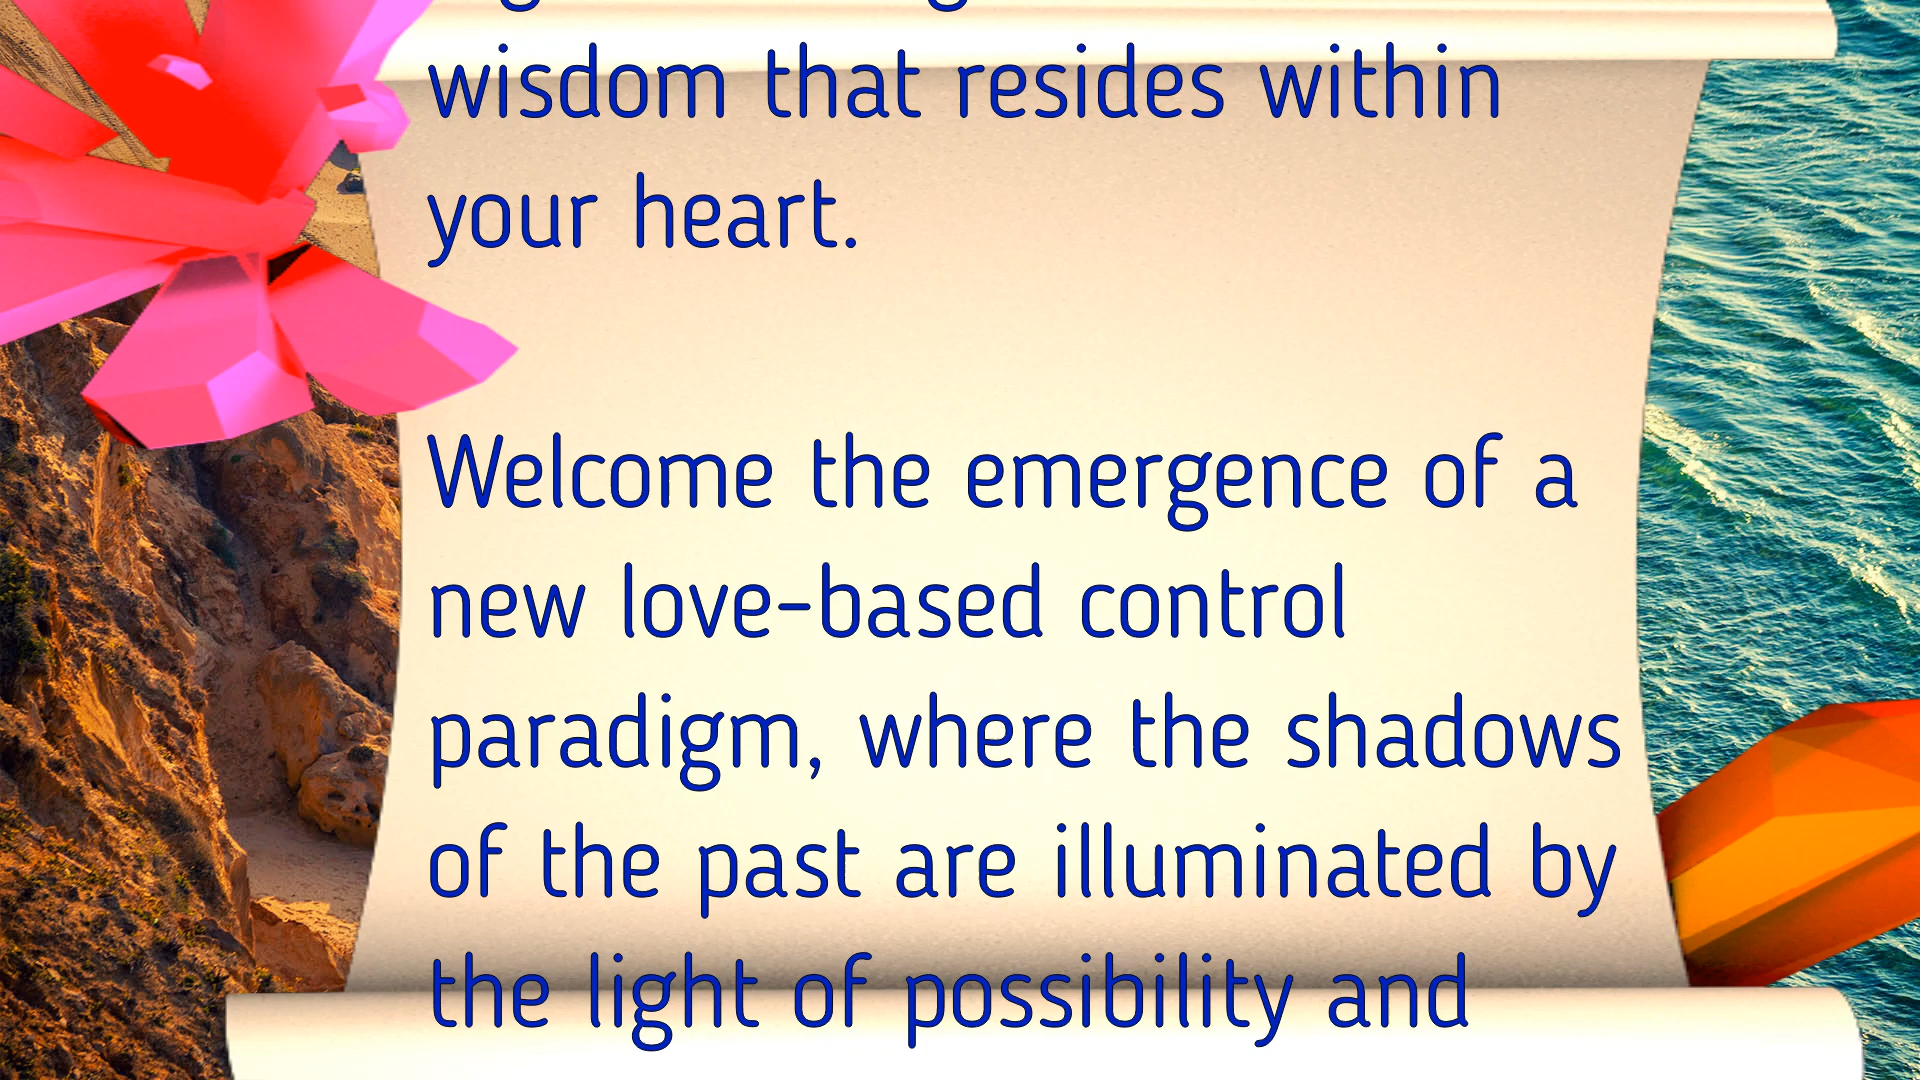 wisdom that resides within
your heart.
Welcome the emergence of a
new love-based control
paradigm, where the shadows
of the past are illuminated by
the light of possibility and